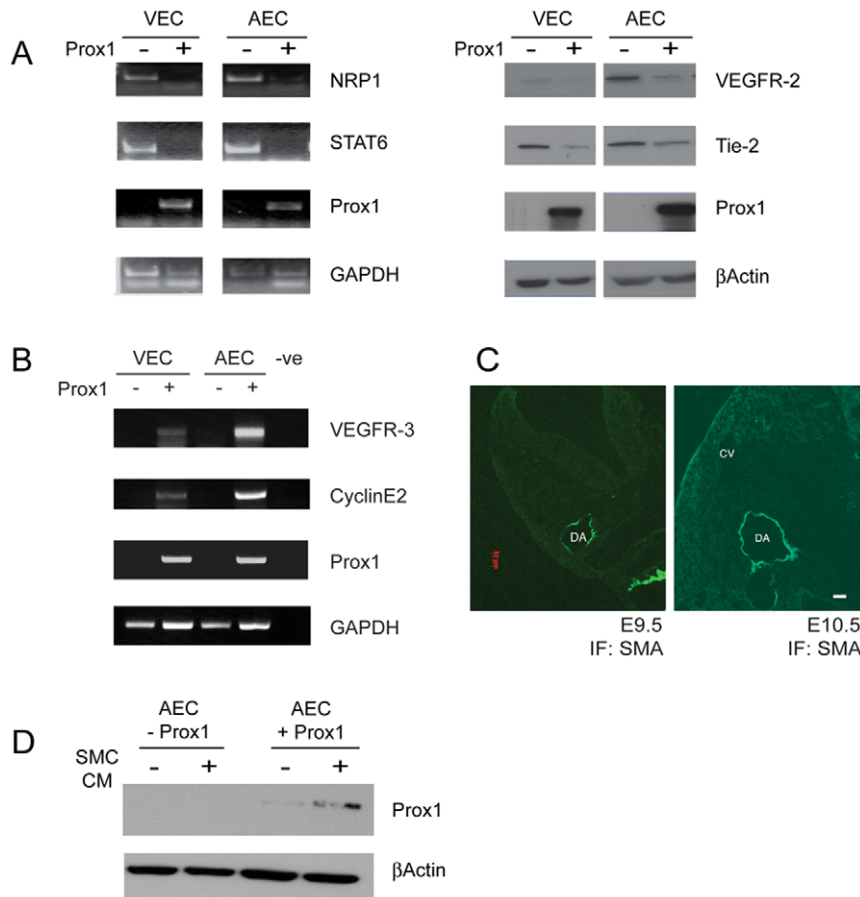 A
VEC AEC
Prox1 - + - +
NRP1
STAT6
Prox1
GAPDH
VEC AEC
Prox1 - + - +
VEGFR-2
Tie-2
Prox1
βActin
B
VEC AEC -ve
Prox1 - + - +
VEGFR-3
CyclinE2
Prox1
GAPDH
C
DA
E9.5
IF: SMA
CV
DA
E10.5
IF: SMA
D
AEC AEC
- Prox1 + Prox1
SMC - + - +
CM
Prox1
βActin